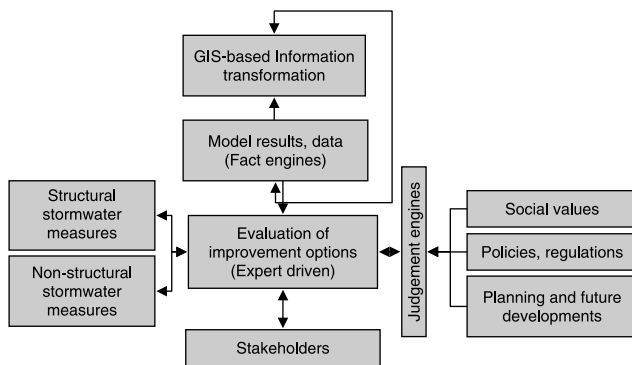 GIS-based Information
transformation
Model results, data
(Fact engines)
Structural
stormwater
measures
Non-structural
stormwater
measures
Evaluation of
improvement options
(Expert driven)
Judgement engines
Social values
Policies, regulations
Planning and future
developments
Stakeholders